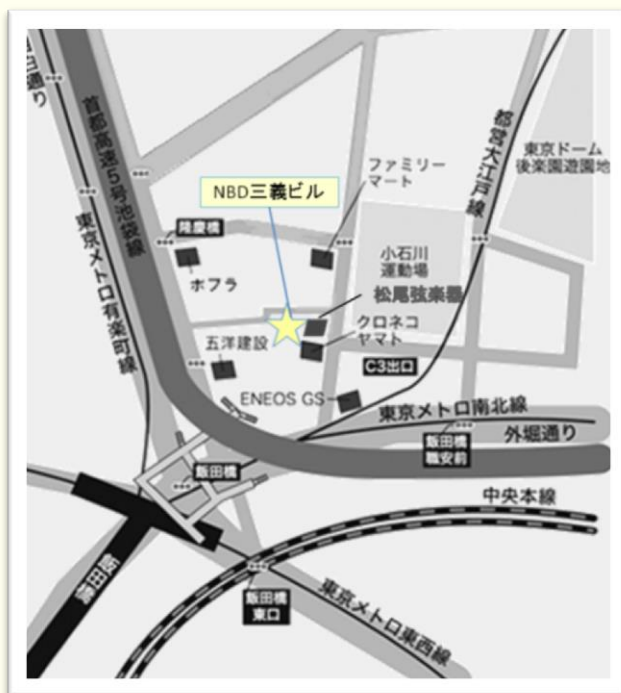 目白通り
首都高速5号池袋線
都営大江戸線
東京ドーム
後楽園遊園地
ファミリー
マート
NBD三義ビル
東京メトロ有楽町線
隆慶橋
小石川
運動場
ホフラ
松尾弦楽器
クロネコ
ヤマト
五洋建設
C3出口
ENEOS GS
東京メトロ南北線
外堀通り
飯田橋
職安前
飯田橋
中央本線
飯田橋
飯田橋
東口
東京メトロ東西線